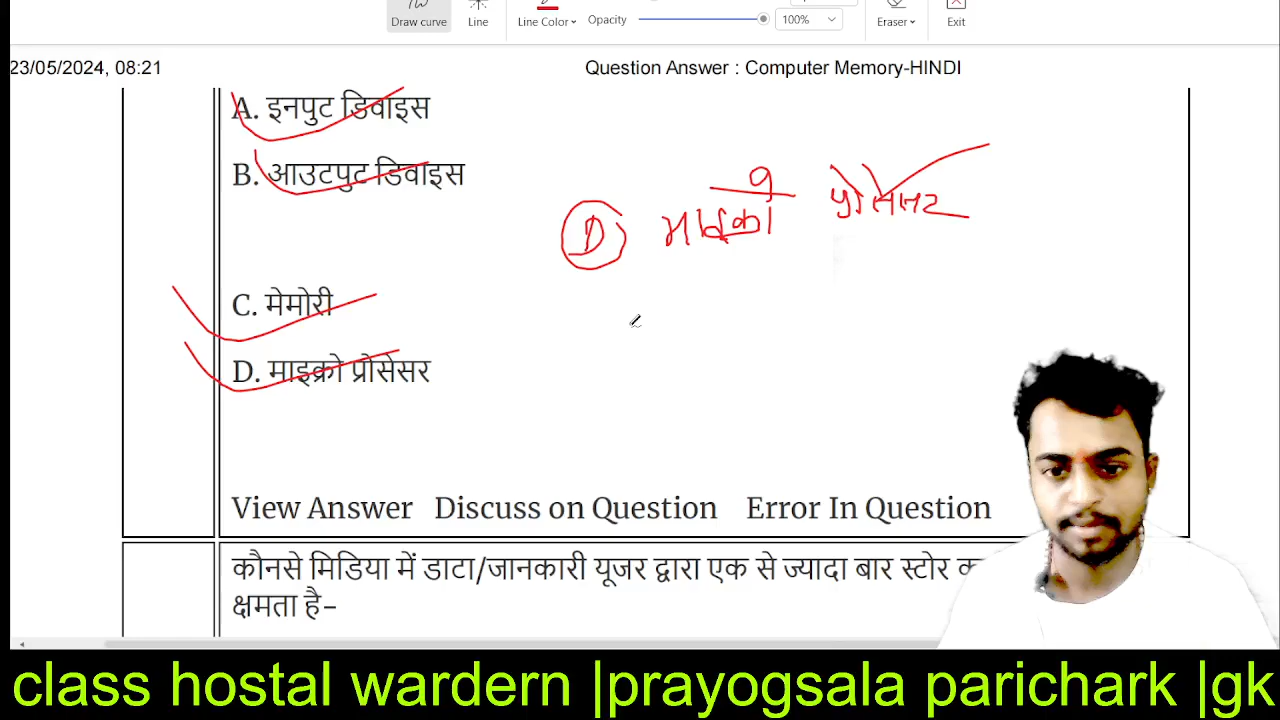 Draw curve
Line
Line Color
Opacity
100%
Eraser
Exit
23/05/2024, 08:21
Question Answer : Computer Memory-HINDI
A. इनपुट डिवाइस
B. आउटपुट डिवाइस
D माइक्रो प्रोसेसर
C. मेमोरी
D. माइक्रो प्रोसेसर
View Answer Discuss on Question Error In Question
कौनसे मिडिया में डाटा/जानकारी यूजर द्वारा एक से ज्यादा बार स्टोर
क्षमता है-
class hostal wardern |prayogsala parichark |gk